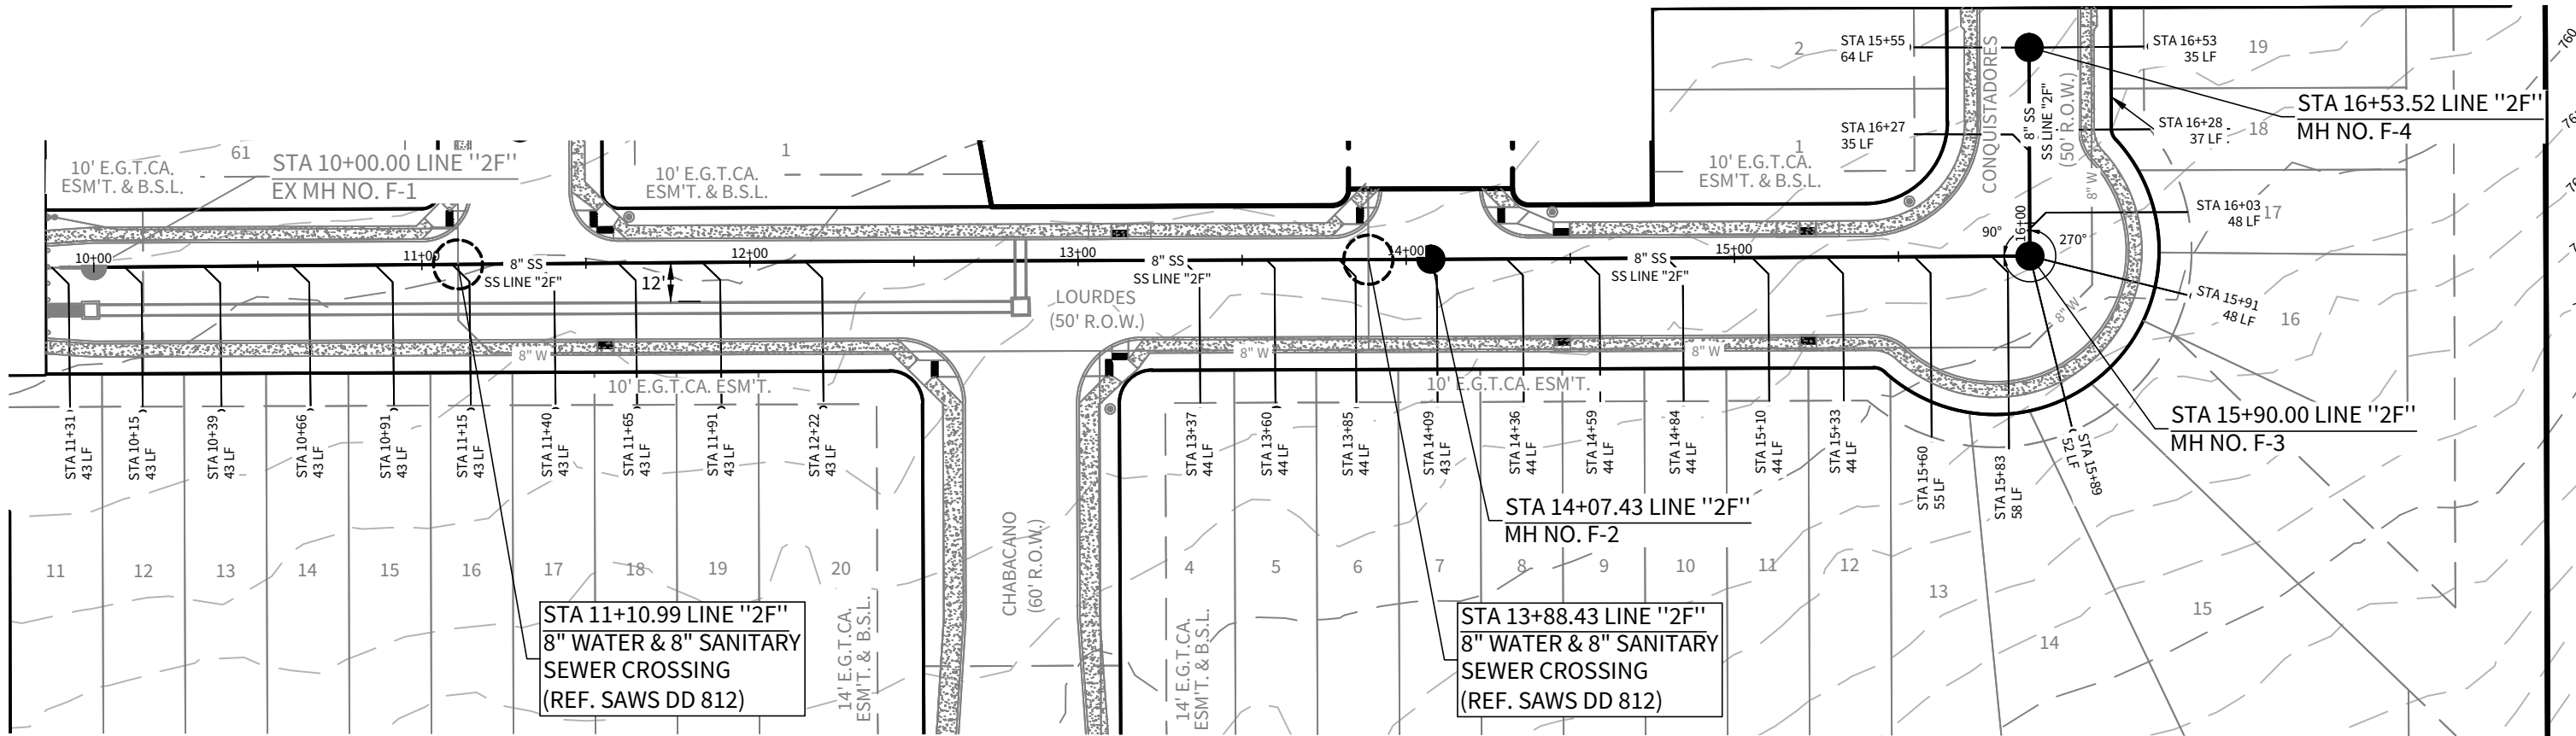 61
10' E.G.T.CA.
ESM'T. & B.S.L.
STA 10+00.00 LINE ''2F''
EX MH NO. F-1
1
10' E.G.T.CA.
ESM'T. & B.S.L.
2
STA 15+55
64 LF
1
STA 16+27
35 LF
10' E.G.T.CA.
ESM'T. & B.S.L.
CONQUISTADORES
(50' R.O.W.)
8" SS
SS LINE "2F"
STA 16+53
35 LF
19
STA 16+53.52 LINE ''2F''
MH NO. F-4
STA 16+28
37 LF
18
STA 16+03
48 LF
17
8" W
16+00
90°
270°
STA 15+91
48 LF
16
8" W
760
10+00
11+00
8" SS
SS LINE "2F"
12'
12+00
13+00
8" SS
SS LINE "2F"
14+00
8" SS
SS LINE "2F"
15+00
LOURDES
(50' R.O.W.)
8" W
10' E.G.T.CA. ESM'T.
8" W
8" W
10' E.G.T.CA. ESM'T.
STA 11+31
43 LF
STA 10+15
43 LF
STA 10+39
43 LF
STA 10+66
43 LF
STA 10+91
43 LF
STA 11+15
43 LF
STA 11+40
43 LF
STA 11+65
43 LF
STA 11+91
43 LF
STA 12+22
43 LF
STA 13+37
44 LF
STA 13+60
44 LF
STA 13+85
44 LF
STA 14+09
43 LF
STA 14+36
44 LF
STA 14+59
44 LF
STA 14+84
44 LF
STA 15+10
44 LF
STA 15+33
44 LF
STA 15+60
55 LF
STA 15+83
58 LF
STA 15+89
52 LF
STA 15+90.00 LINE ''2F''
MH NO. F-3
STA 14+07.43 LINE ''2F''
MH NO. F-2
CHABACANO
(60' R.O.W.)
11
12
13
14
15
16
17
18
19
20
4
5
6
7
8
9
10
11
12
13
14
15
STA 11+10.99 LINE ''2F''
8" WATER & 8" SANITARY
SEWER CROSSING
(REF. SAWS DD 812)
14' E.G.T.CA.
ESM'T. & B.S.L.
14' E.G.T.CA.
ESM'T. & B.S.L.
STA 13+88.43 LINE ''2F''
8" WATER & 8" SANITARY
SEWER CROSSING
(REF. SAWS DD 812)